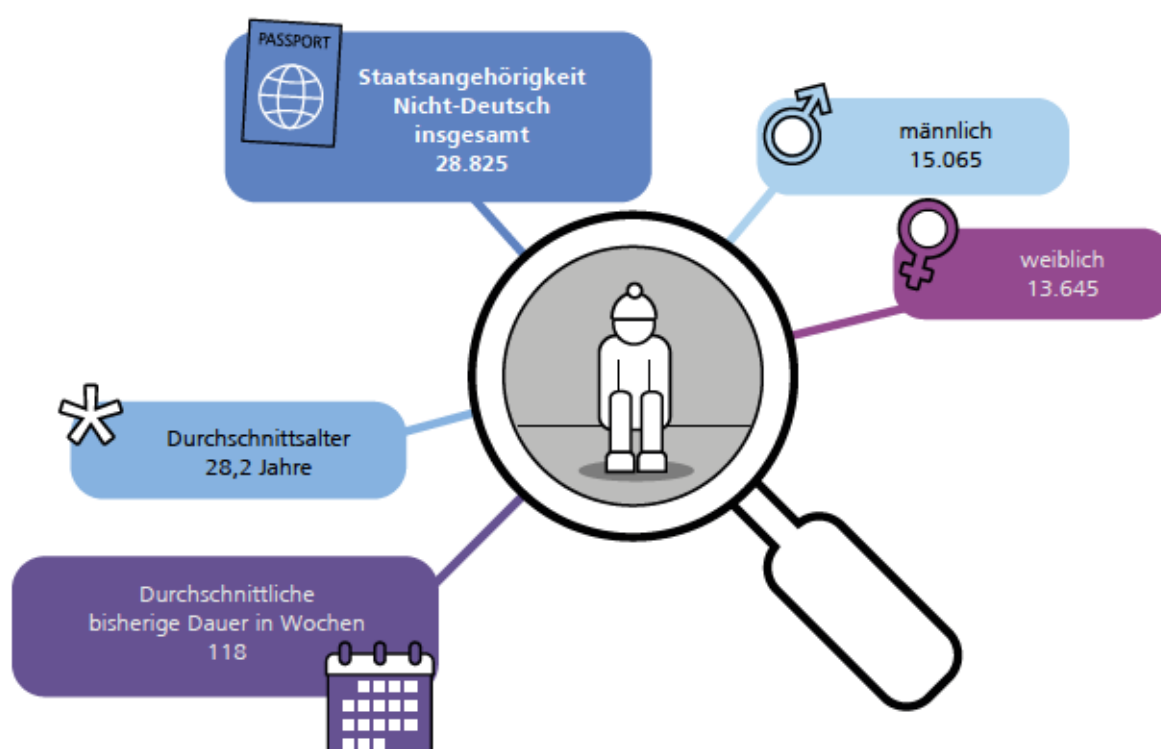 PASSPORT
Staatsangehörigkeit
Nicht-Deutsch
insgesamt
28.825
männlich
15.065
weiblich
13.645
Durchschnittsalter
28,2 Jahre
Durchschnittliche
bisherige Dauer in Wochen
118